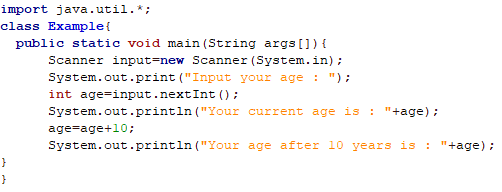 import java.util.*;
class Example{
  public static void main(String args[]){
      Scanner input=new Scanner(System.in);
      System.out.print("Input your age : ");
      int age=input.nextInt();
      System.out.println("Your current age is : "+age);
      age=age+10;
      System.out.println("Your age after 10 years is : "+age);
}
}